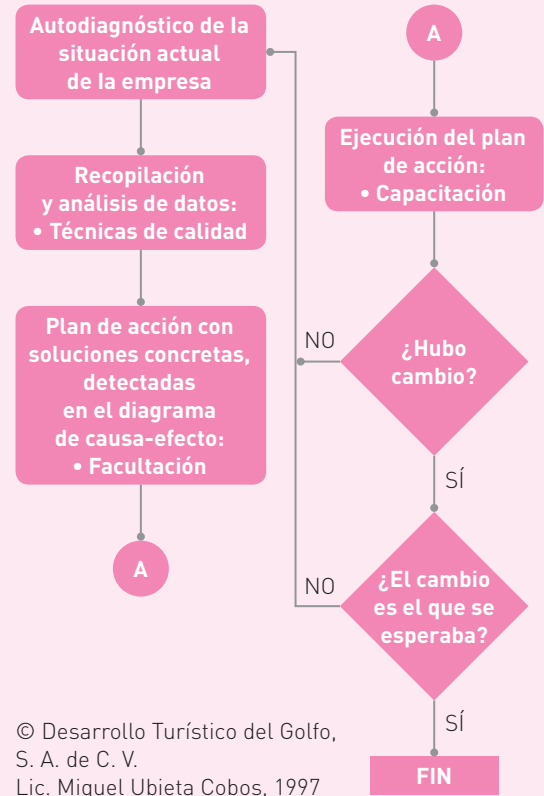 Autodiagnóstico de la
situación actual
de la empresa
Recopilación
y análisis de datos:
• Técnicas de calidad
Plan de acción con
soluciones concretas,
detectadas
en el diagrama
de causa-efecto:
• Facultación
A
A
Ejecución del plan
de acción:
• Capacitación
¿Hubo
cambio?
NO
SÍ
¿El cambio
es el que se
esperaba?
NO
SÍ
FIN
© Desarrollo Turístico del Golfo,
S. A. de C. V.
Lic. Miguel Ubieta Cobos, 1997